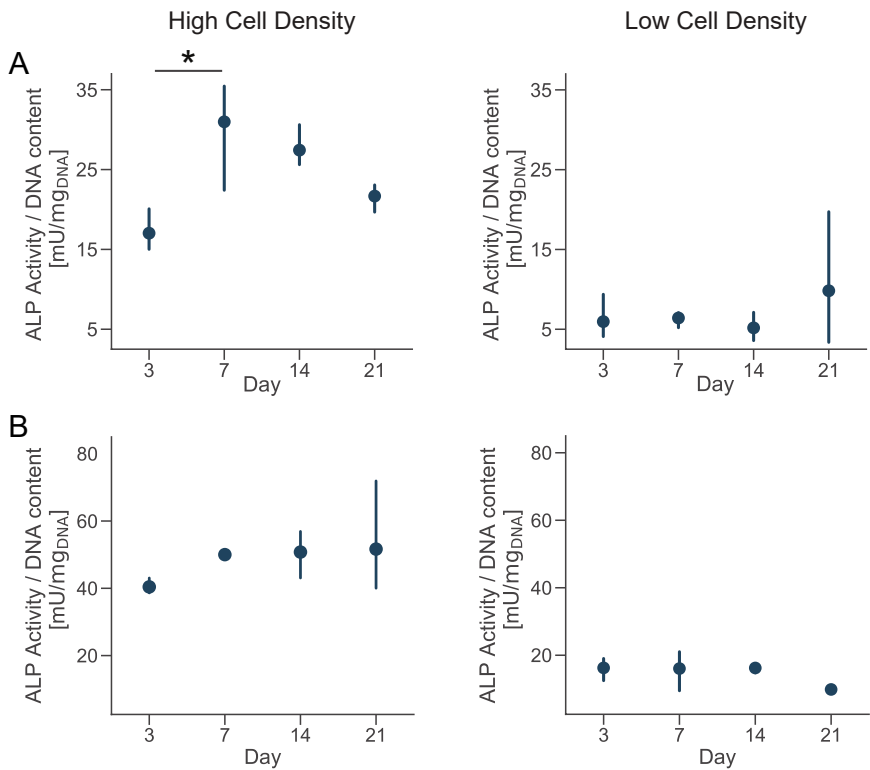 High Cell Density
Low Cell Density
A
*
ALP Activity / DNA content
[mU/mgDNA]
35
25
15
5
3 7 14 21
Day
ALP Activity / DNA content
[mU/mgDNA]
35
25
15
5
3 7 14 21
Day
B
ALP Activity / DNA content
[mU/mgDNA]
80
60
40
20
3 7 14 21
Day
ALP Activity / DNA content
[mU/mgDNA]
80
60
40
20
3 7 14 21
Day